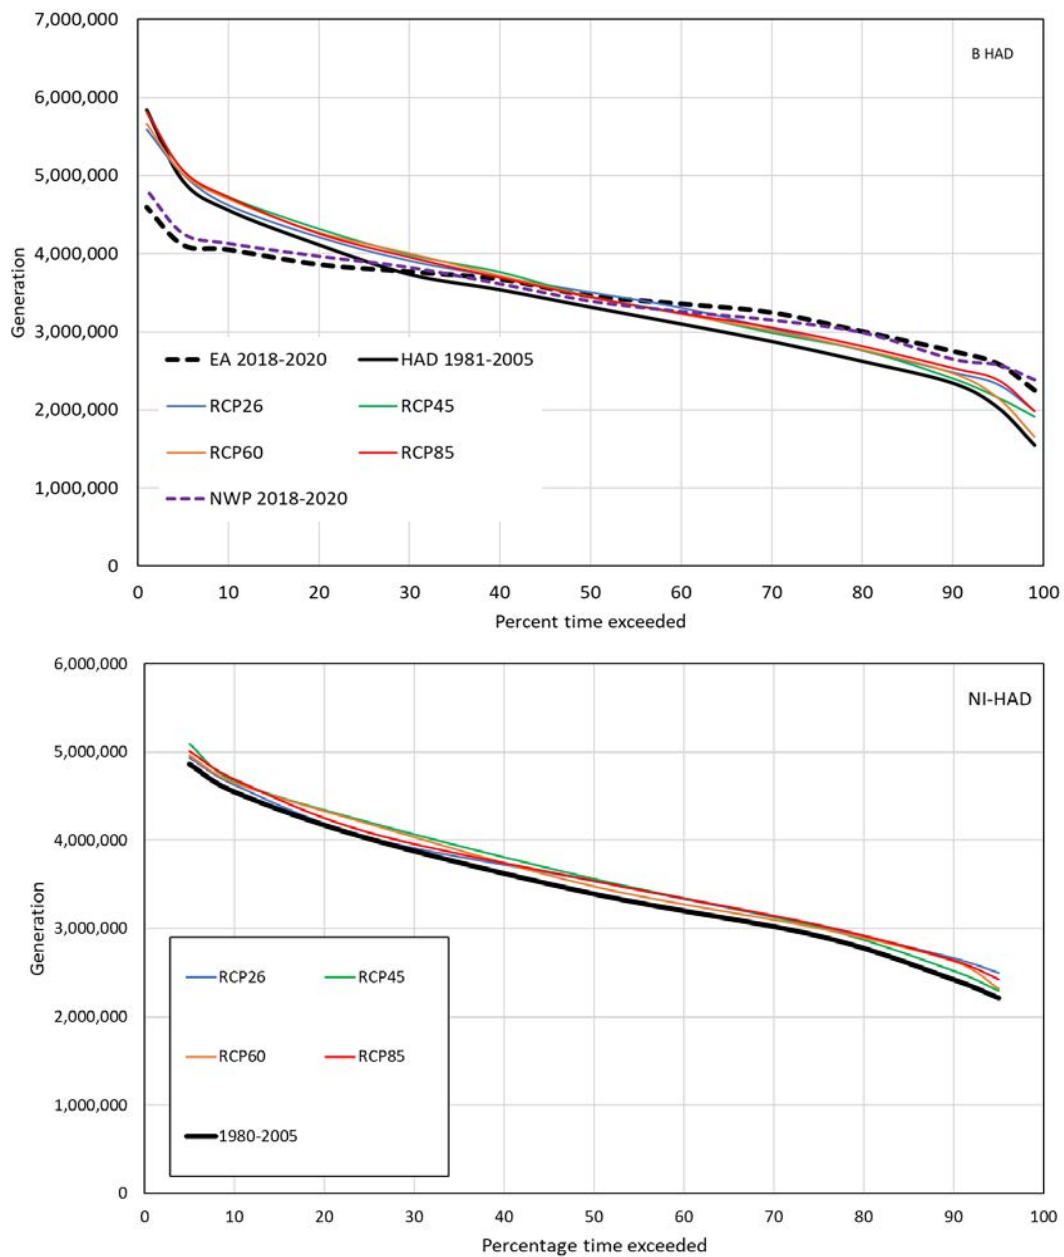 7,000,000
B HAD
6,000,000
5,000,000
4,000,000
3,000,000
2,000,000
1,000,000
0
Generation
EA 2018-2020
HAD 1981-2005
RCP26
RCP45
RCP60
RCP85
NWP 2018-2020
0 10 20 30 40 50 60 70 80 90 100
Percent time exceeded
6,000,000
NI-HAD
5,000,000
4,000,000
3,000,000
2,000,000
1,000,000
0
Generation
RCP26
RCP45
RCP60
RCP85
1980-2005
0 10 20 30 40 50 60 70 80 90 100
Percentage time exceeded